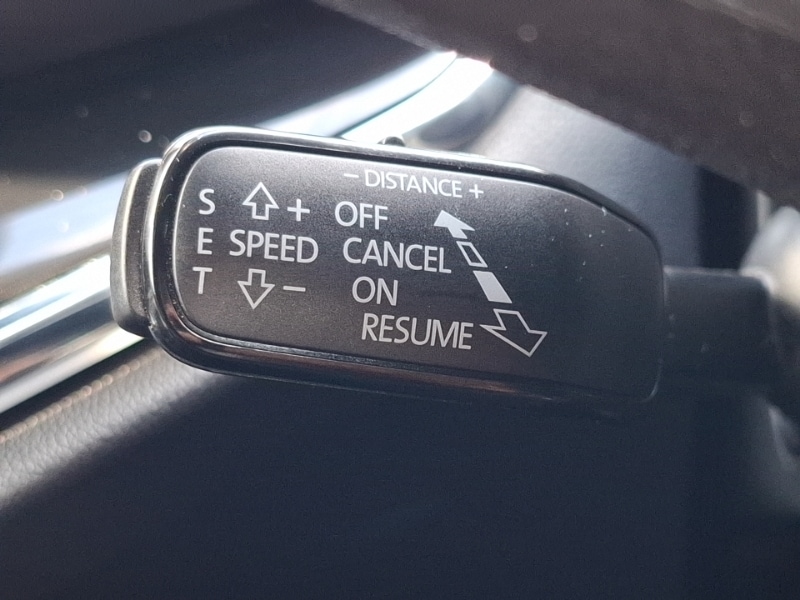 – DISTANCE +
S + OFF
E SPEED CANCEL
T – ON
RESUME